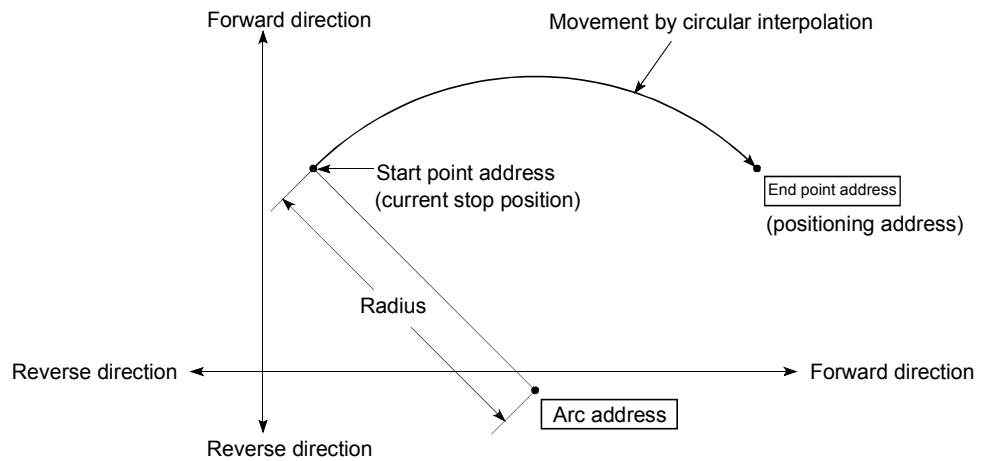 Forward direction
Movement by circular interpolation
Start point address
(current stop position)
End point address
(positioning address)
Radius
Reverse direction
Forward direction
Arc address
Reverse direction